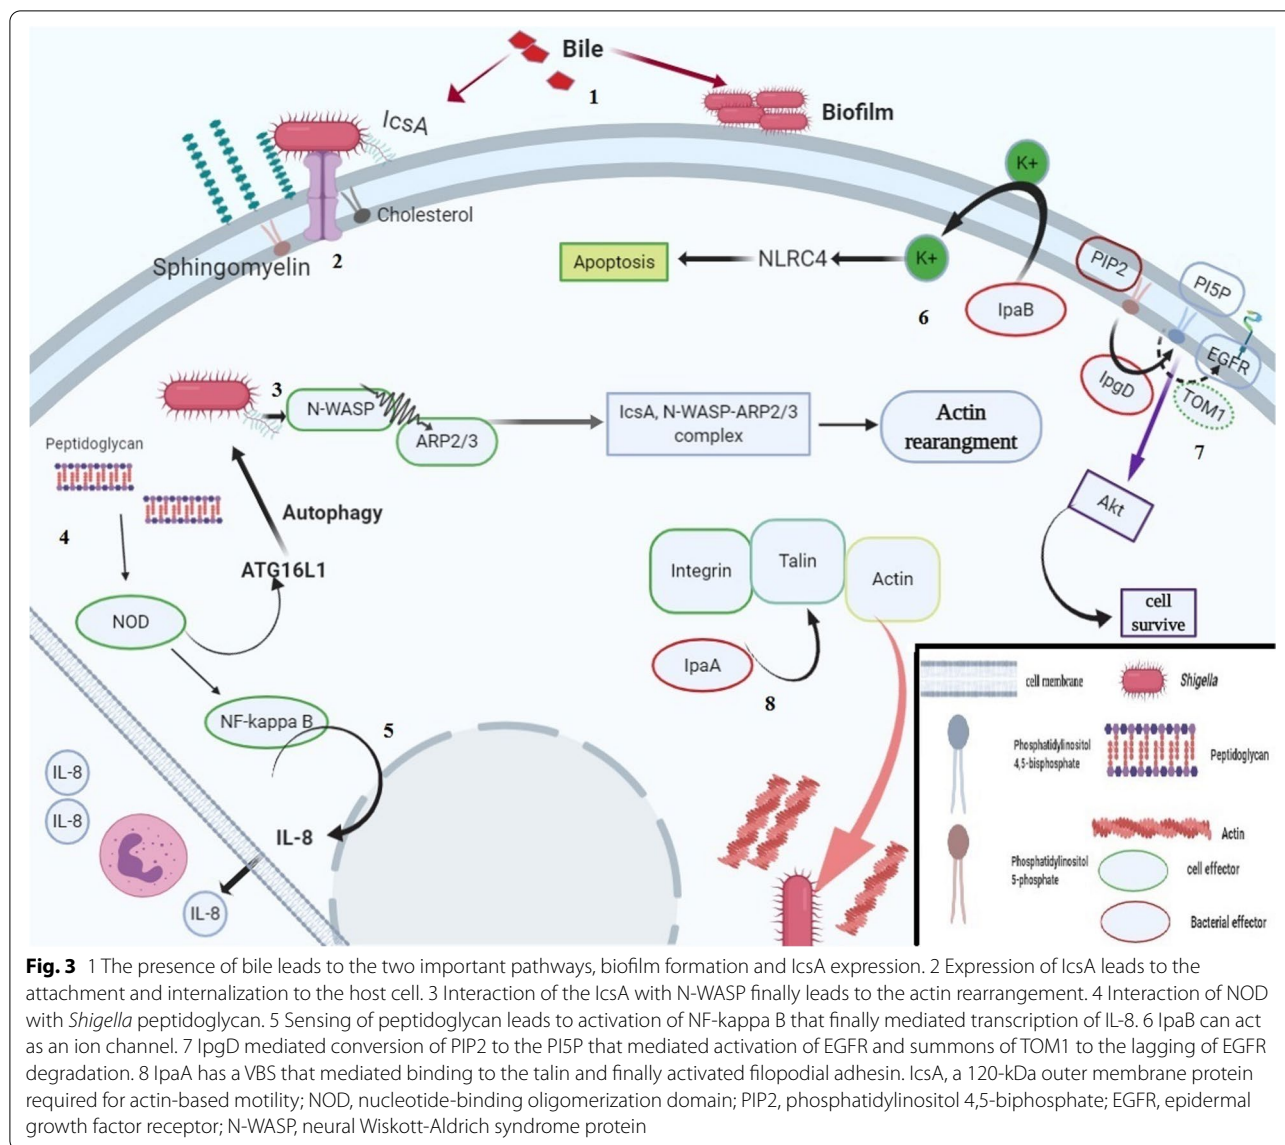 Bile
1
Biofilm
IcsA
Cholesterol
Sphingomyelin
2
K+
K+
NLRC4
Apoptosis
6
IpaB
PIP2
PI5P
EGFR
IpgD
TOM1
7
Akt
cell
survive
3
N-WASP
ARP2/3
IcsA, N-WASP-ARP2/3
complex
Actin
rearangment
Peptidoglycan
4
Autophagy
ATG16L1
NOD
NF-kappa B
5
IL-8
IL-8
IL-8
IL-8
Integrin
Talin
Actin
IpaA
8
cell membrane
Shigella
Phosphatidylinositol
4,5-bisphosphate
Peptidoglycan
Actin
Phosphatidylinositol
5-phosphate
cell effector
Bacterial effector
Fig. 3 1 The presence of bile leads to the two important pathways, biofilm formation and IcsA expression. 2 Expression of IcsA leads to the
attachment and internalization to the host cell. 3 Interaction of the IcsA with N-WASP finally leads to the actin rearrangement. 4 Interaction of NOD
with Shigella peptidoglycan. 5 Sensing of peptidoglycan leads to activation of NF-kappa B that finally mediated transcription of IL-8. 6 IpaB can act
as an ion channel. 7 IpgD mediated conversion of PIP2 to the PI5P that mediated activation of EGFR and summons of TOM1 to the lagging of EGFR
degradation. 8 IpaA has a VBS that mediated binding to the talin and finally activated filopodial adhesin. IcsA, a 120-kDa outer membrane protein
required for actin-based motility; NOD, nucleotide-binding oligomerization domain; PIP2, phosphatidylinositol 4,5-biphosphate; EGFR, epidermal
growth factor receptor; N-WASP, neural Wiskott-Aldrich syndrome protein